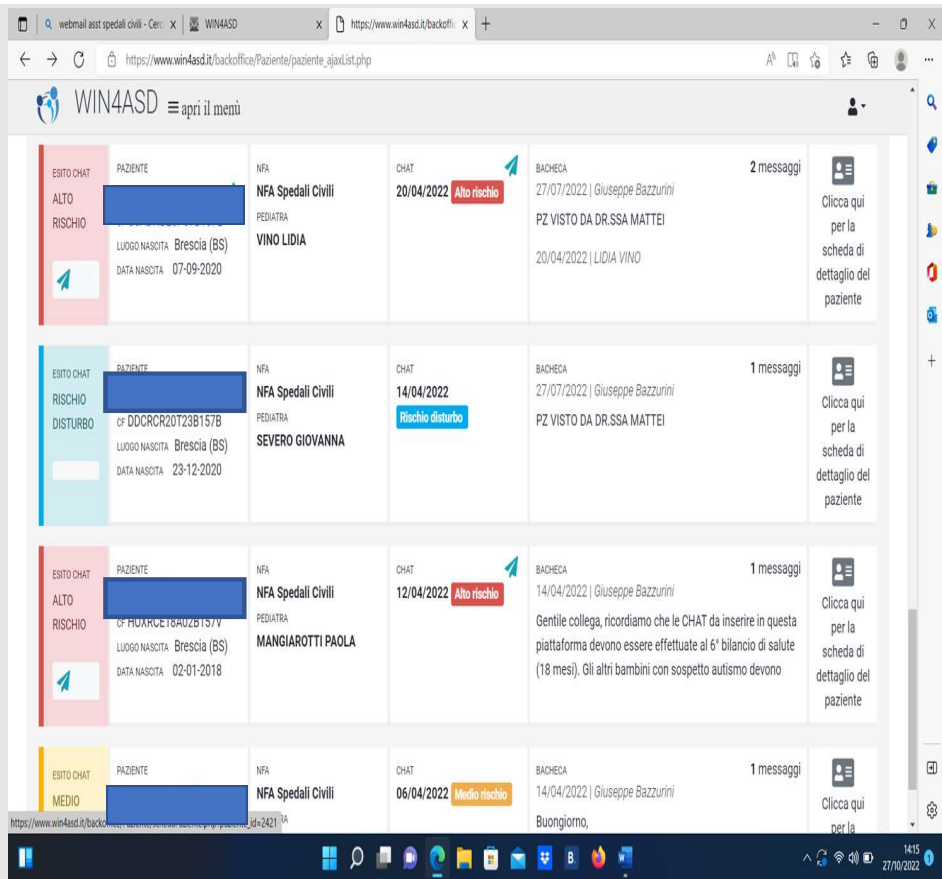 webmail asst spedali civili - Cerc
WIN4ASD
https://www.win4asd.it/backoffic
https://www.win4asd.it/backoffice/Paziente/paziente_ajaxList.php
WIN4ASD apri il menù
ESITO CHAT
ALTO
RISCHIO
PAZIENTE
LUOGO NASCITA Brescia (BS)
DATA NASCITA 07-09-2020
NFA
NFA Spedali Civili
PEDIATRA
VINO LIDIA
CHAT
20/04/2022 Alto rischio
BACHECA
2 messaggi
27/07/2022 | Giuseppe Bazzurini
PZ VISTO DA DR.SSA MATTEI
20/04/2022 | LIDIA VINO
Clicca qui
per la
scheda di
dettaglio del
paziente
ESITO CHAT
RISCHIO
DISTURBO
PAZIENTE
CF DDCRCR20T23B157B
LUOGO NASCITA Brescia (BS)
DATA NASCITA 23-12-2020
NFA
NFA Spedali Civili
PEDIATRA
SEVERO GIOVANNA
CHAT
14/04/2022
Rischio disturbo
BACHECA
1 messaggi
27/07/2022 | Giuseppe Bazzurini
PZ VISTO DA DR.SSA MATTEI
Clicca qui
per la
scheda di
dettaglio del
paziente
ESITO CHAT
ALTO
RISCHIO
PAZIENTE
CF HUXRCE18A02B157V
LUOGO NASCITA Brescia (BS)
DATA NASCITA 02-01-2018
NFA
NFA Spedali Civili
PEDIATRA
MANGIAROTTI PAOLA
CHAT
12/04/2022 Alto rischio
BACHECA
1 messaggi
14/04/2022 | Giuseppe Bazzurini
Gentile collega, ricordiamo che le CHAT da inserire in questa
piattaforma devono essere effettuate al 6° bilancio di salute
(18 mesi). Gli altri bambini con sospetto autismo devono
Clicca qui
per la
scheda di
dettaglio del
paziente
ESITO CHAT
MEDIO
PAZIENTE
NFA
NFA Spedali Civili
CHAT
06/04/2022 Medio rischio
BACHECA
1 messaggi
14/04/2022 | Giuseppe Bazzurini
Buongiorno,
Clicca qui
per la
14:15
27/10/2022